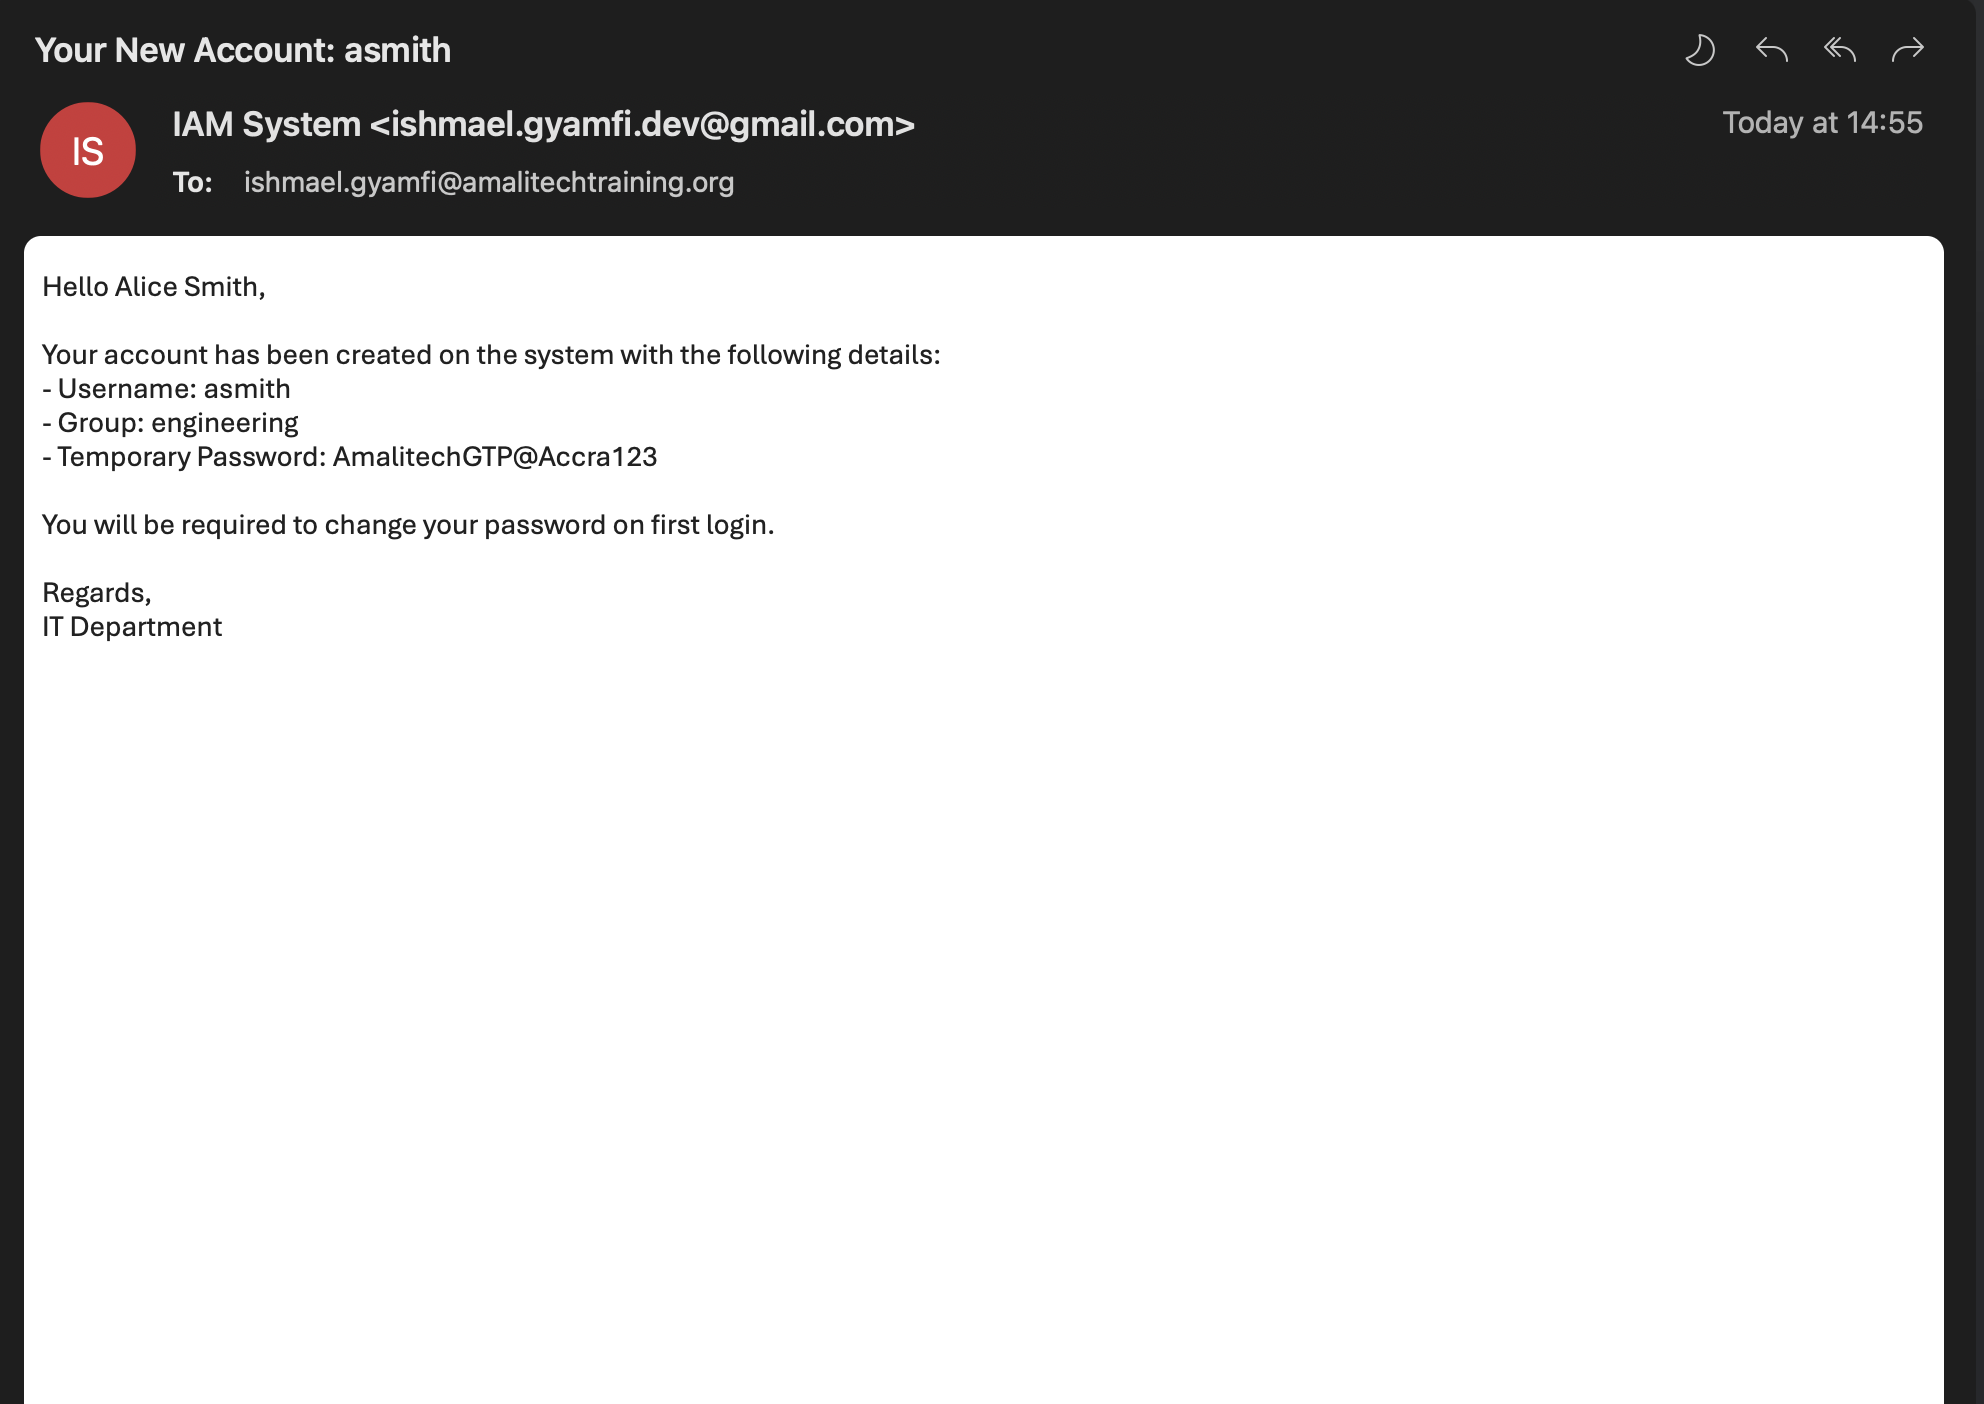 Your New Account: asmith
IS
IAM System <ishmael.gyamfi.dev@gmail.com>
Today at 14:55
To: ishmael.gyamfi@amalitechtraining.org
Hello Alice Smith,
Your account has been created on the system with the following details:
- Username: asmith
- Group: engineering
- Temporary Password: AmalitechGTP@Accra123
You will be required to change your password on first login.
Regards,
IT Department